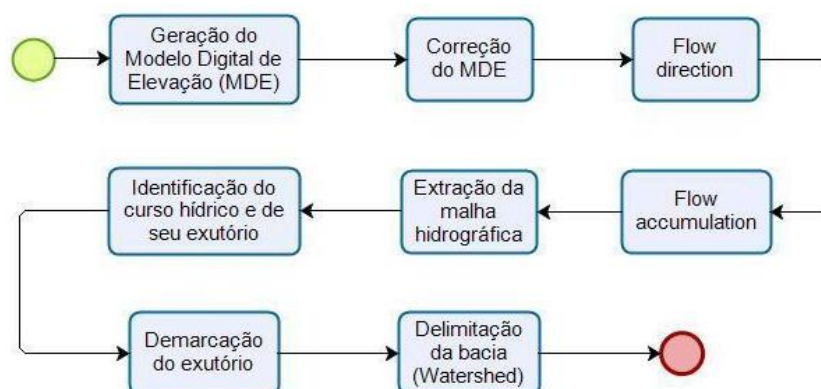 Geração do
Modelo Digital de
Elevação (MDE)
Correção
do MDE
Flow
direction
Identificação do
curso hídrico e de
seu exutório
Extração da
malha
hidrográfica
Flow
accumulation
Demarcação
do exutório
Delimitação
da bacia
(Watershed)